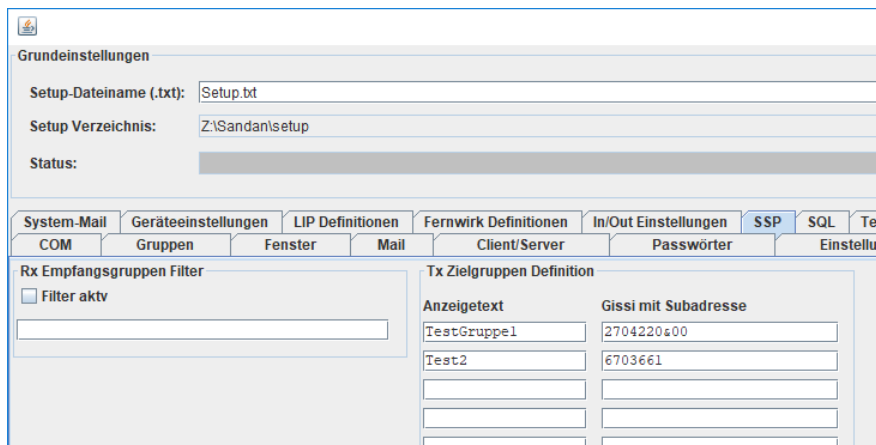 Grundeinstellungen
Setup-Dateiname (.txt): Setup.txt
Setup Verzeichnis: Z:\Sandan\setup
Status:
System-Mail Geräteeinstellungen LIP Definitionen Fernwirk Definitionen In/Out Einstellungen SSP SQL Te
COM Gruppen Fenster Mail Client/Server Passwörter Einstellu
Rx Empfangsgruppen Filter
Filter aktv
Tx Zielgruppen Definition
Anzeigetext Gissi mit Subadresse
TestGruppe1 2704220&00
Test2 6703661